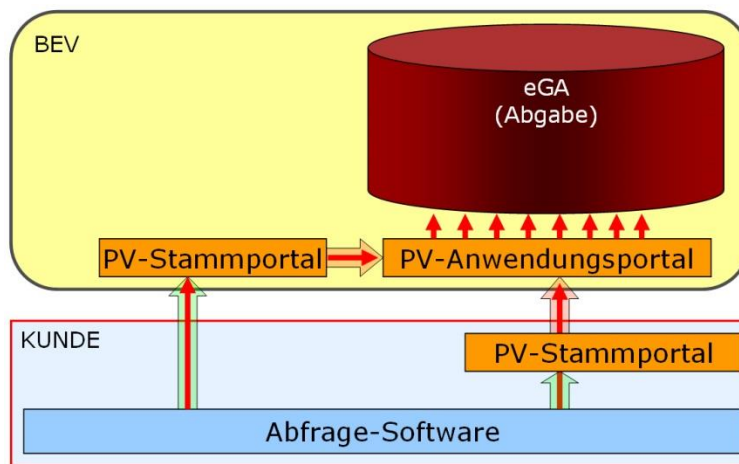 BEV
eGA
(Abgabe)
PV-Stammportal
PV-Anwendungsportal
KUNDE
PV-Stammportal
Abfrage-Software